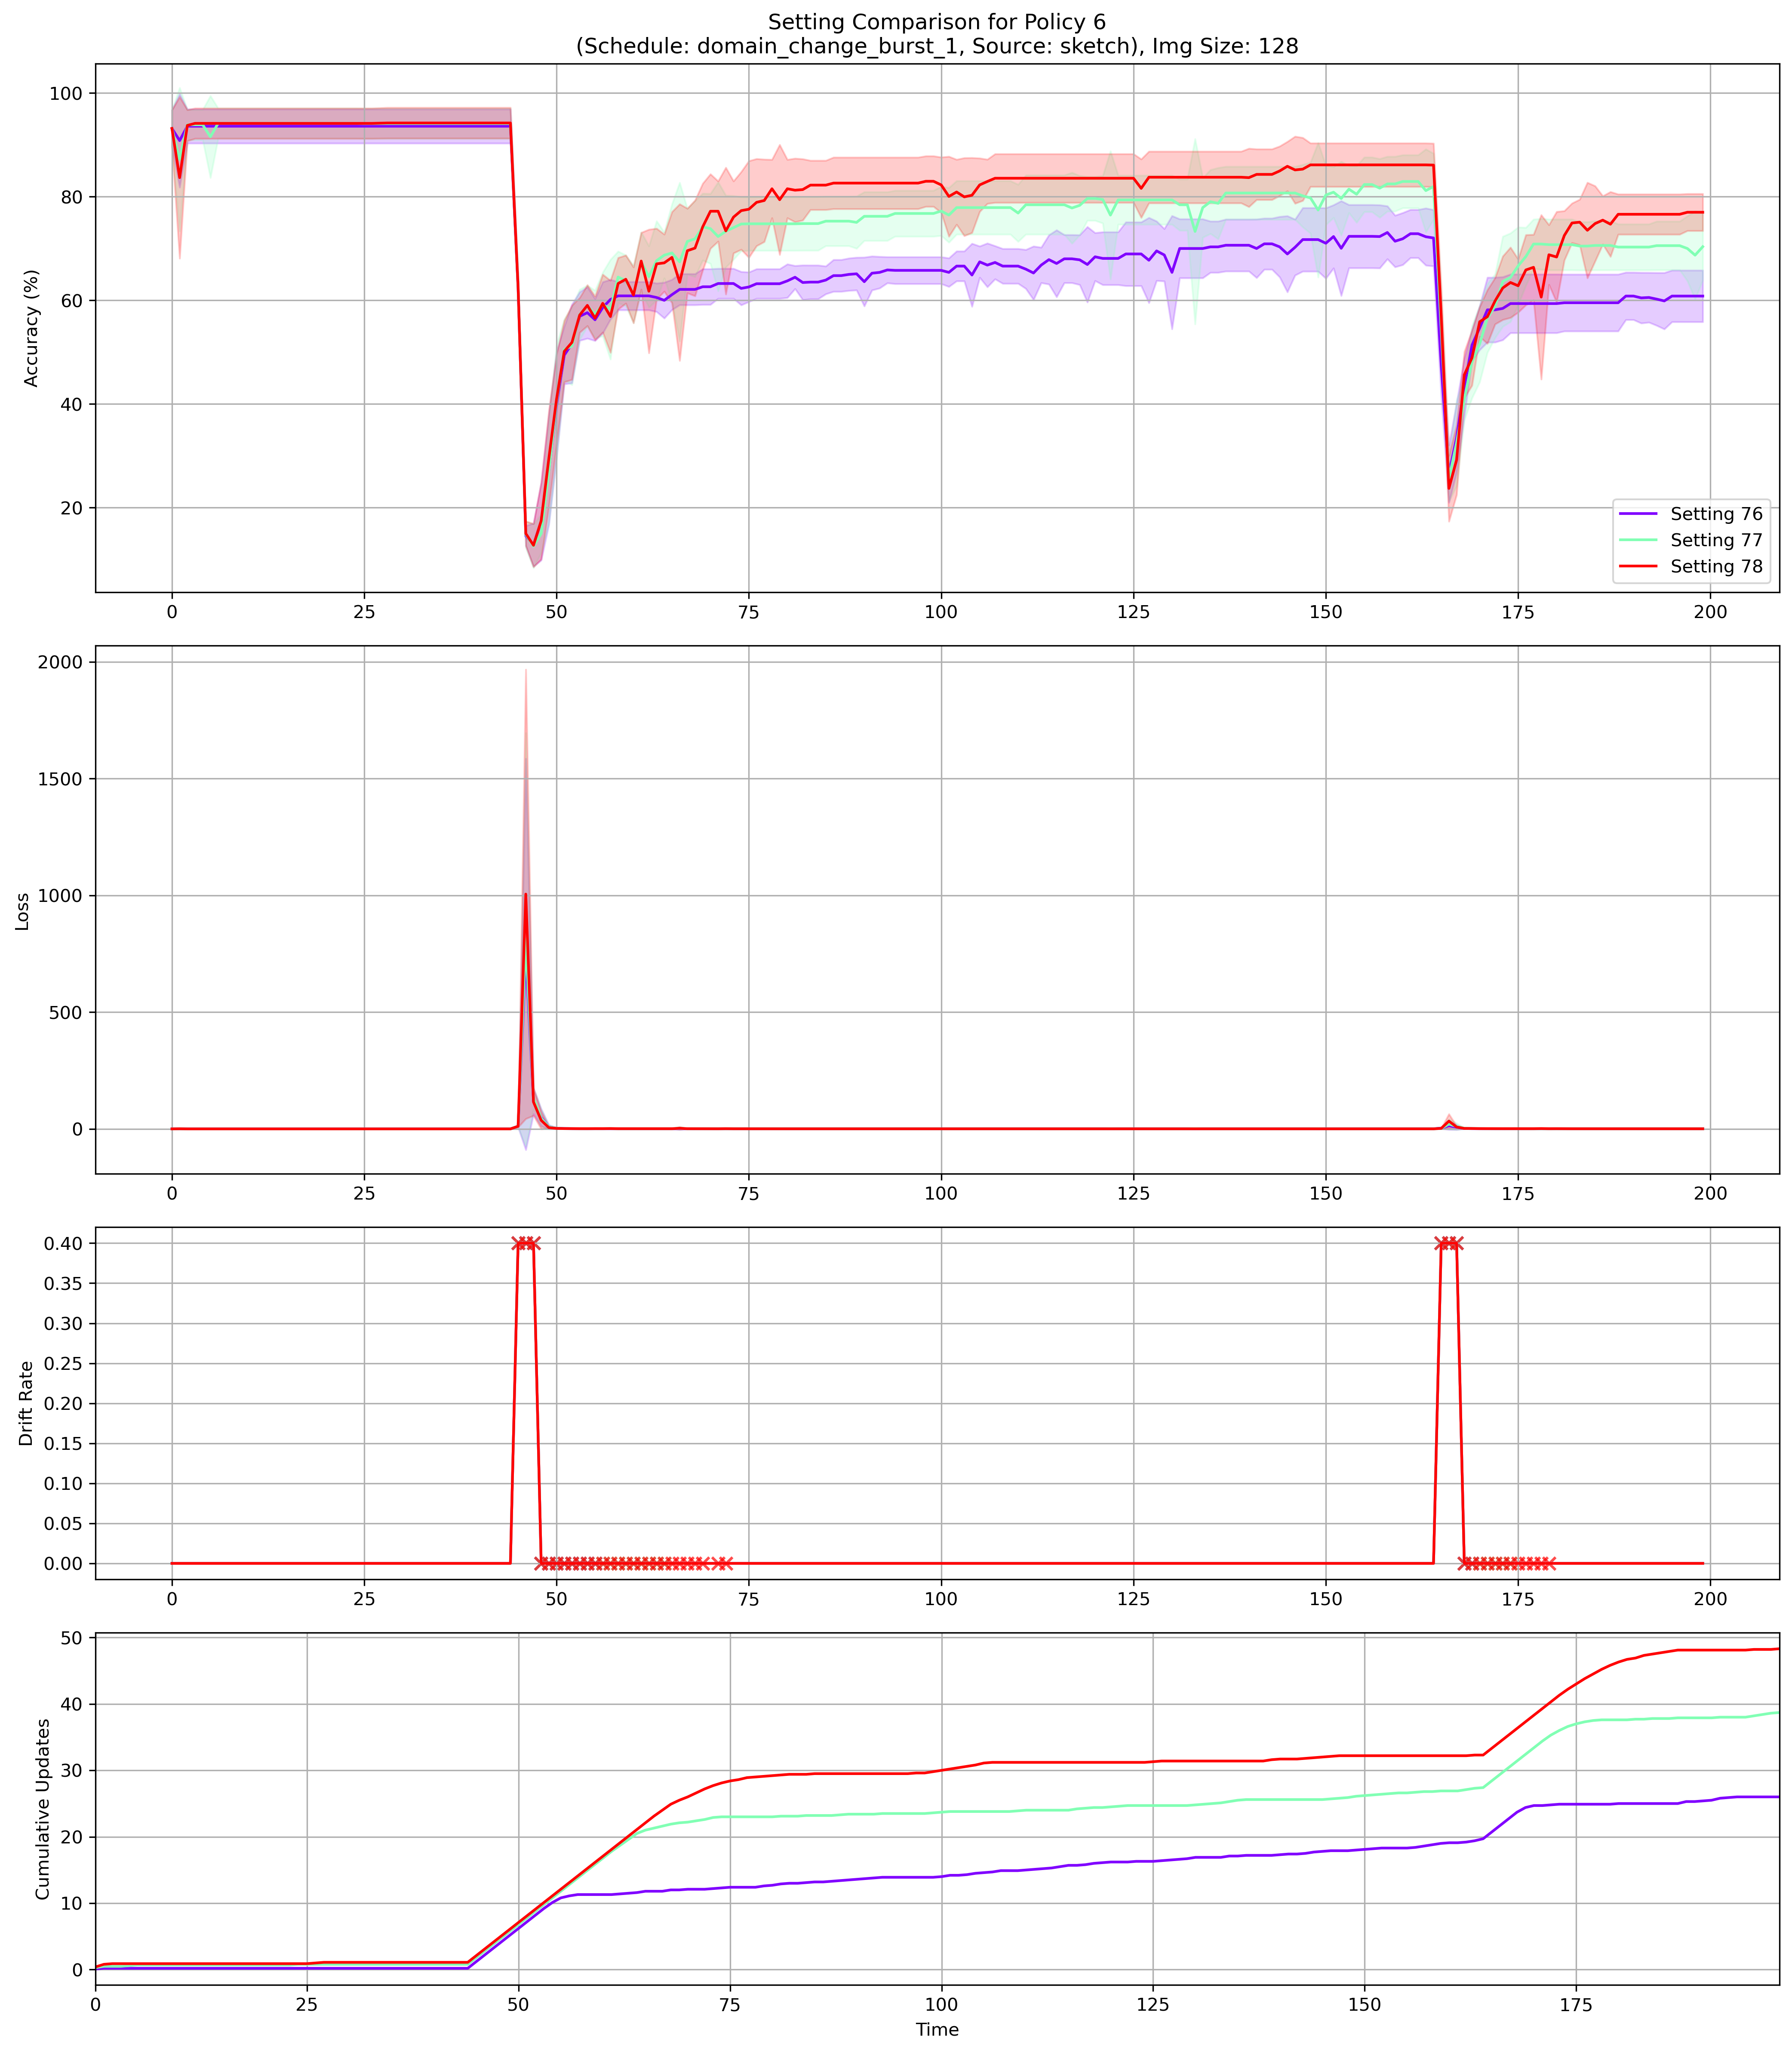 Setting Comparison for Policy 6
(Schedule: domain_change_burst_1, Source: sketch), Img Size: 128
Accuracy (%)
100
80
60
40
20
0 25 50 75 100 125 150 175 200
Setting 76
Setting 77
Setting 78
Loss
2000
1500
1000
500
0
0 25 50 75 100 125 150 175 200
Drift Rate
0.40
0.35
0.30
0.25
0.20
0.15
0.10
0.05
0.00
0 25 50 75 100 125 150 175 200
Cumulative Updates
50
40
30
20
10
0
0 25 50 75 100 125 150 175
Time